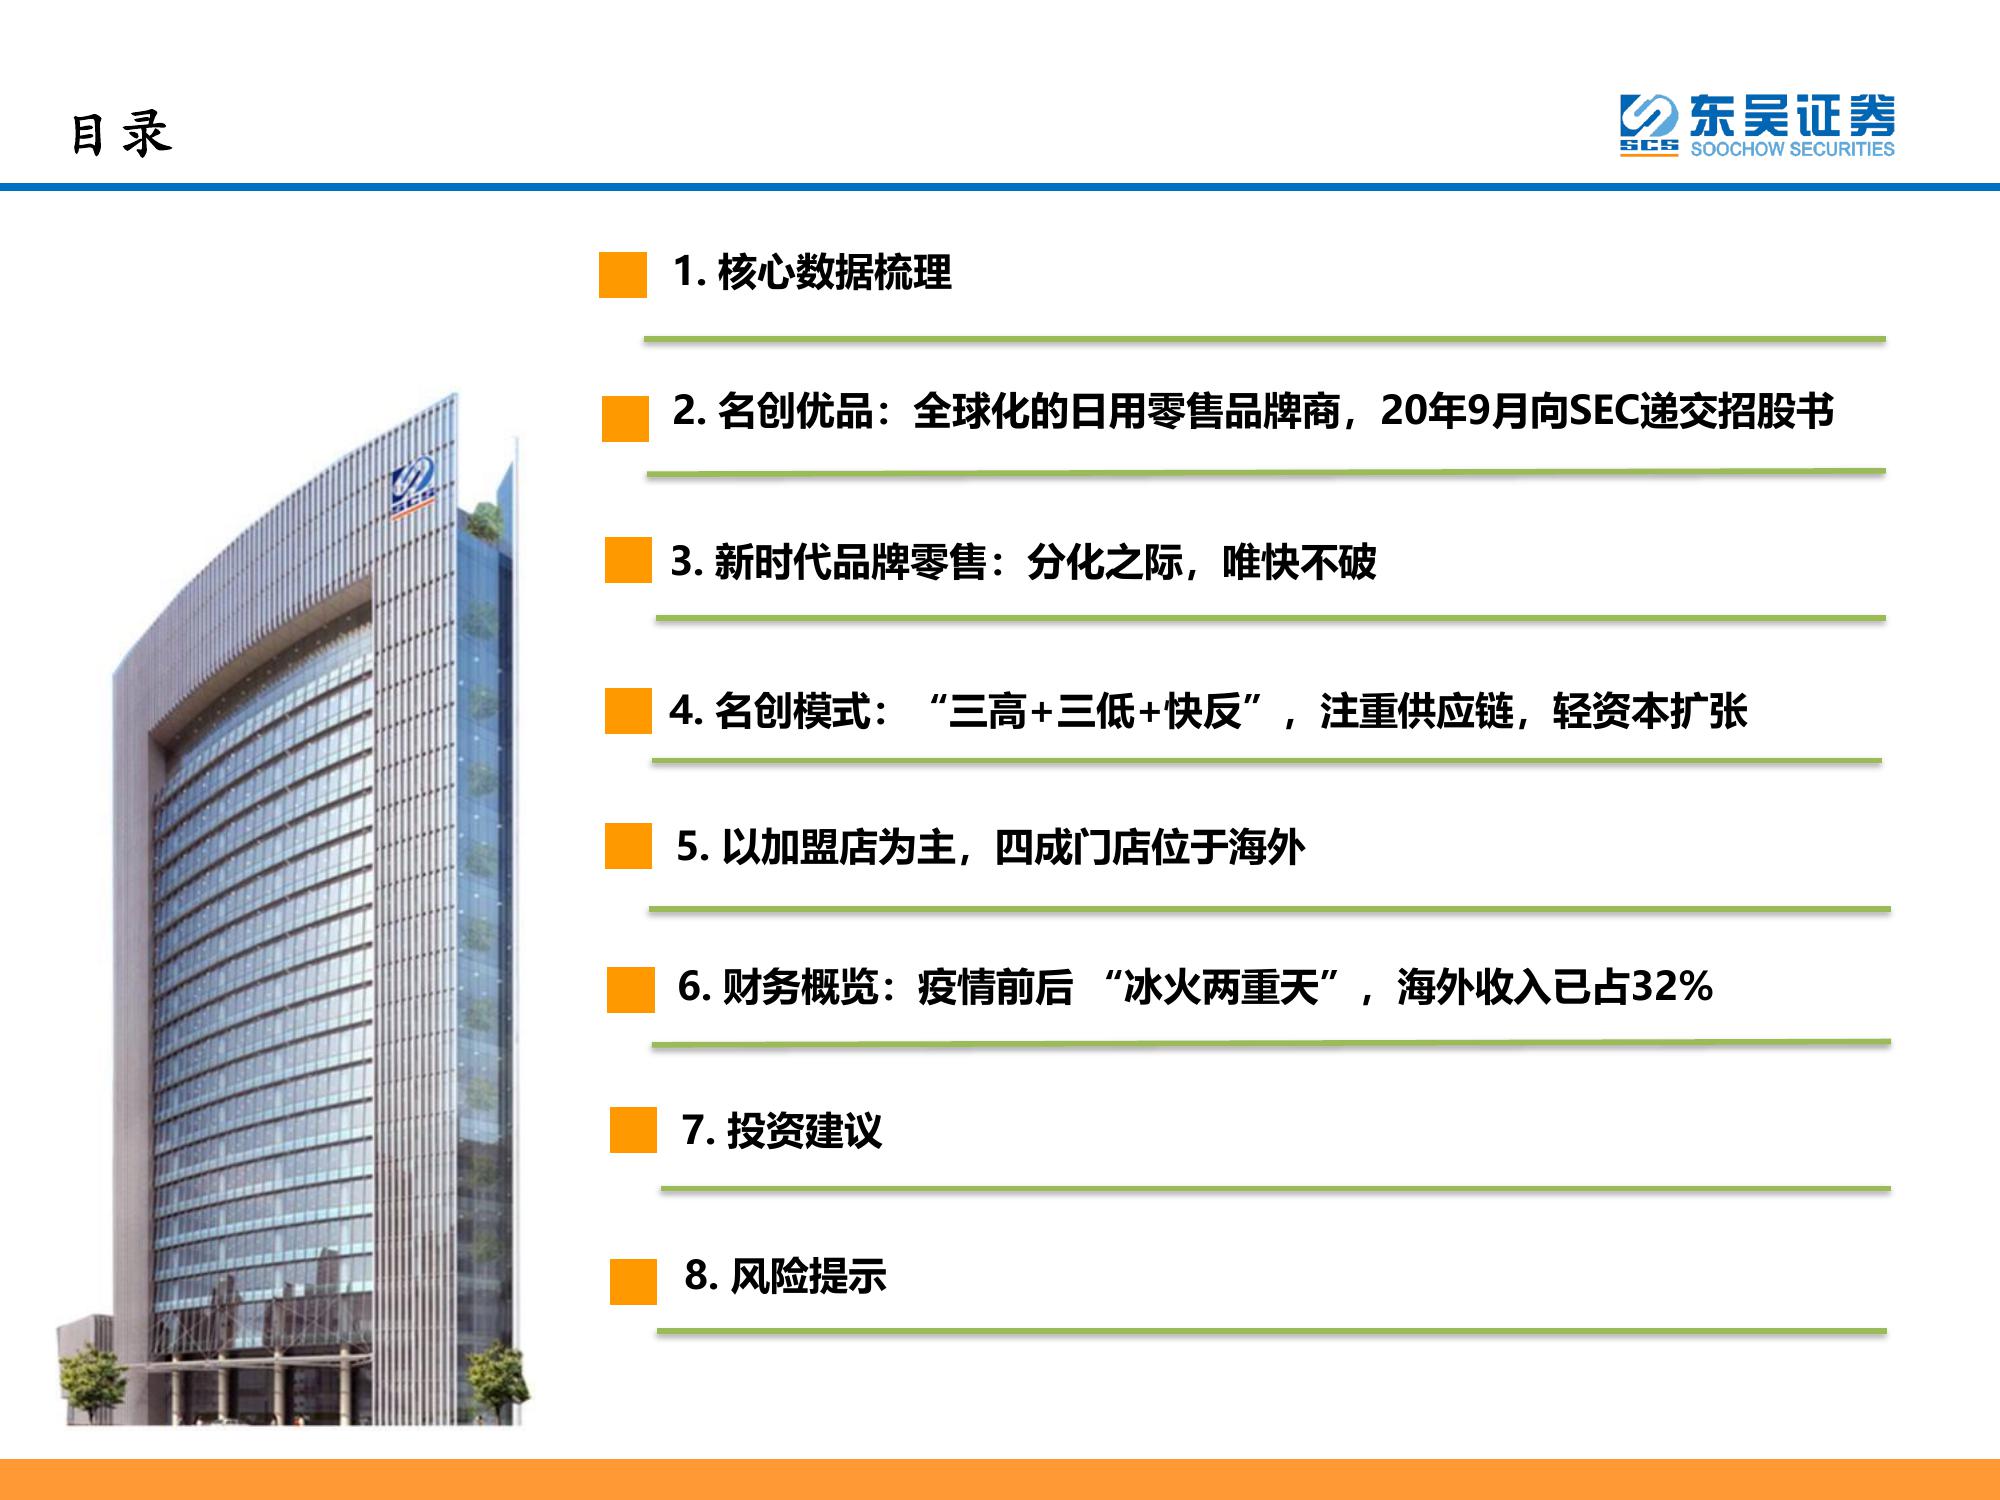 目录
SCS
东吴证券
SOOCHOW SECURITIES
1. 核心数据梳理
2. 名创优品：全球化的日用零售品牌商，20年9月向SEC递交招股书
SCS
3. 新时代品牌零售：分化之际，唯快不破
4. 名创模式：“三高+三低+快反”，注重供应链，轻资本扩张
5. 以加盟店为主，四成门店位于海外
6. 财务概览：疫情前后 “冰火两重天”，海外收入已占32%
7. 投资建议
8. 风险提示